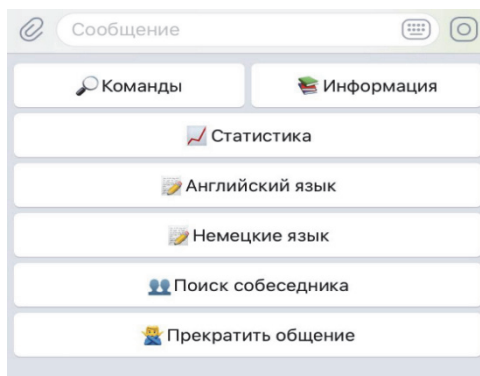 Сообщение
Команды Информация
Статистика
Английский язык
Немецкие язык
Поиск собеседника
Прекратить общение